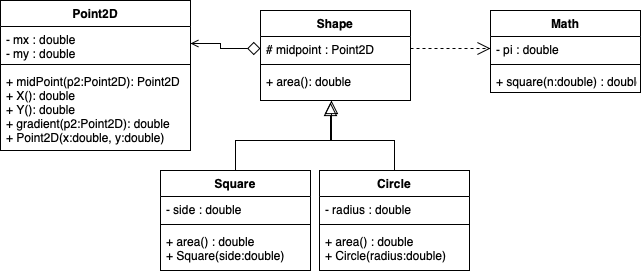 Point2D
- mx : double
- my : double
+ midPoint(p2:Point2D): Point2D
+ X(): double
+ Y(): double
+ gradient(p2:Point2D): double
+ Point2D(x:double, y:double)
Shape
# midpoint : Point2D
+ area(): double
Math
- pi : double
+ square(n:double) : doubl
Square
- side : double
+ area() : double
+ Square(side:double)
Circle
- radius : double
+ area() : double
+ Circle(radius:double)